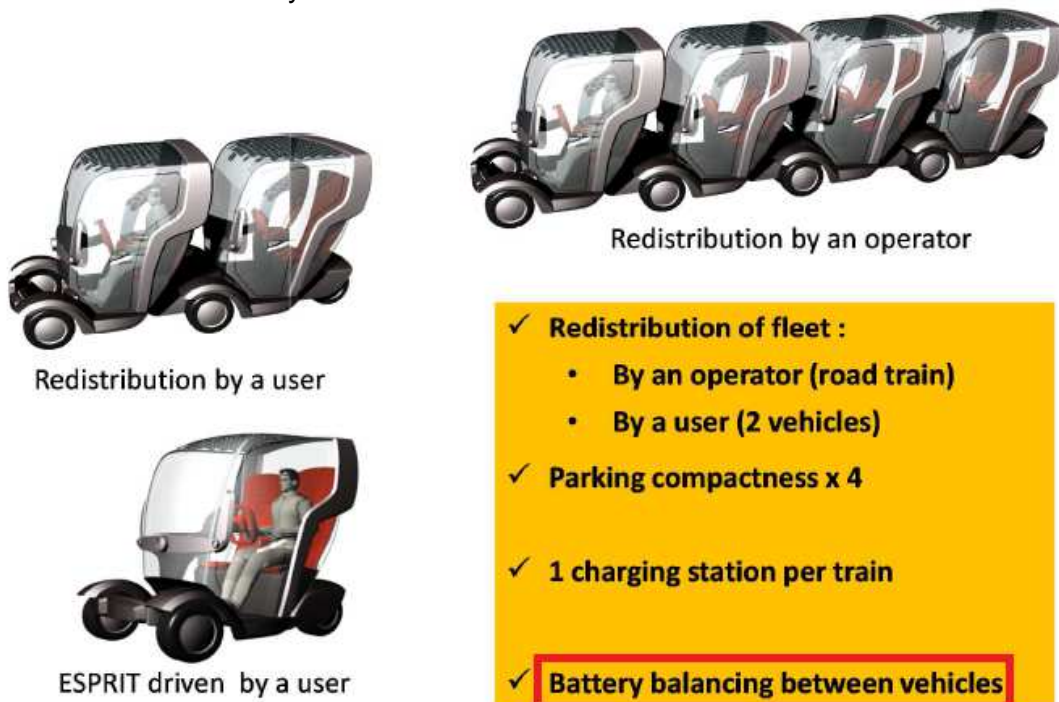 Redistribution by an operator
Redistribution by a user
ESPRIT driven by a user
✓ Redistribution of fleet :
• By an operator (road train)
• By a user (2 vehicles)
✓ Parking compactness x 4
✓ 1 charging station per train
✓ Battery balancing between vehicles